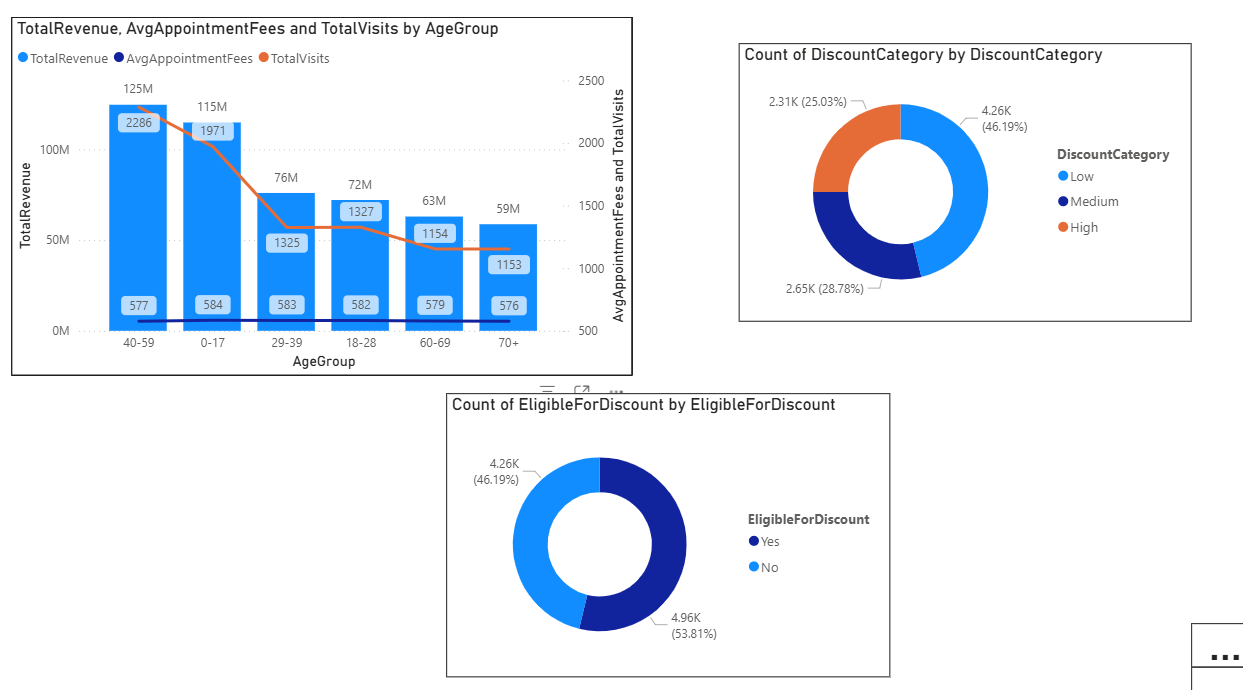 TotalRevenue, AvgAppointmentFees and TotalVisits by AgeGroup
TotalRevenue AvgAppointmentFees TotalVisits
TotalRevenue
100M
50M
0M
125M
115M
76M
72M
63M
59M
2286
1971
1325
1327
1154
1153
577
584
583
582
579
576
2500
2000
1500
1000
500
AvgAppointmentFees and TotalVisits
40-59
0-17
29-39
18-28
60-69
70+
AgeGroup
Count of DiscountCategory by DiscountCategory
2.31K (25.03%)
4.26K
(46.19%)
2.65K (28.78%)
DiscountCategory
Low
Medium
High
Count of EligibleForDiscount by EligibleForDiscount
4.26K
(46.19%)
4.96K
(53.81%)
EligibleForDiscount
Yes
No
...